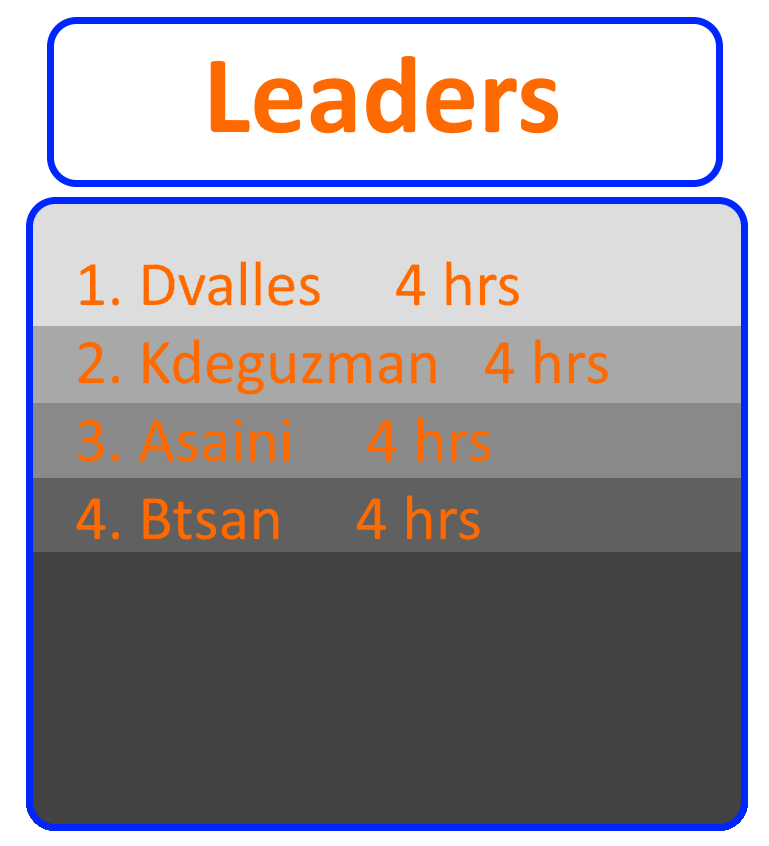 Leaders
1. Dvalles 4 hrs
2. Kdeguzman 4 hrs
3. Asaini 4 hrs
4. Btsan 4 hrs